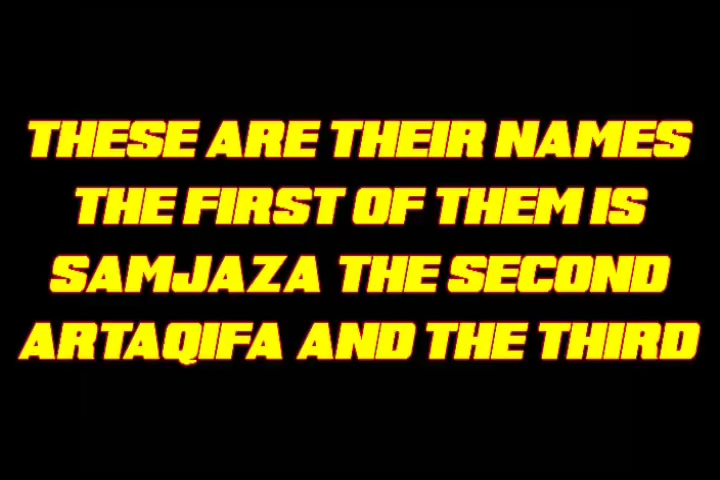 THESE ARE THEIR NAMES
THE FIRST OF THEM IS
SAMJAZA THE SECOND
ARTAQIFA AND THE THIRD